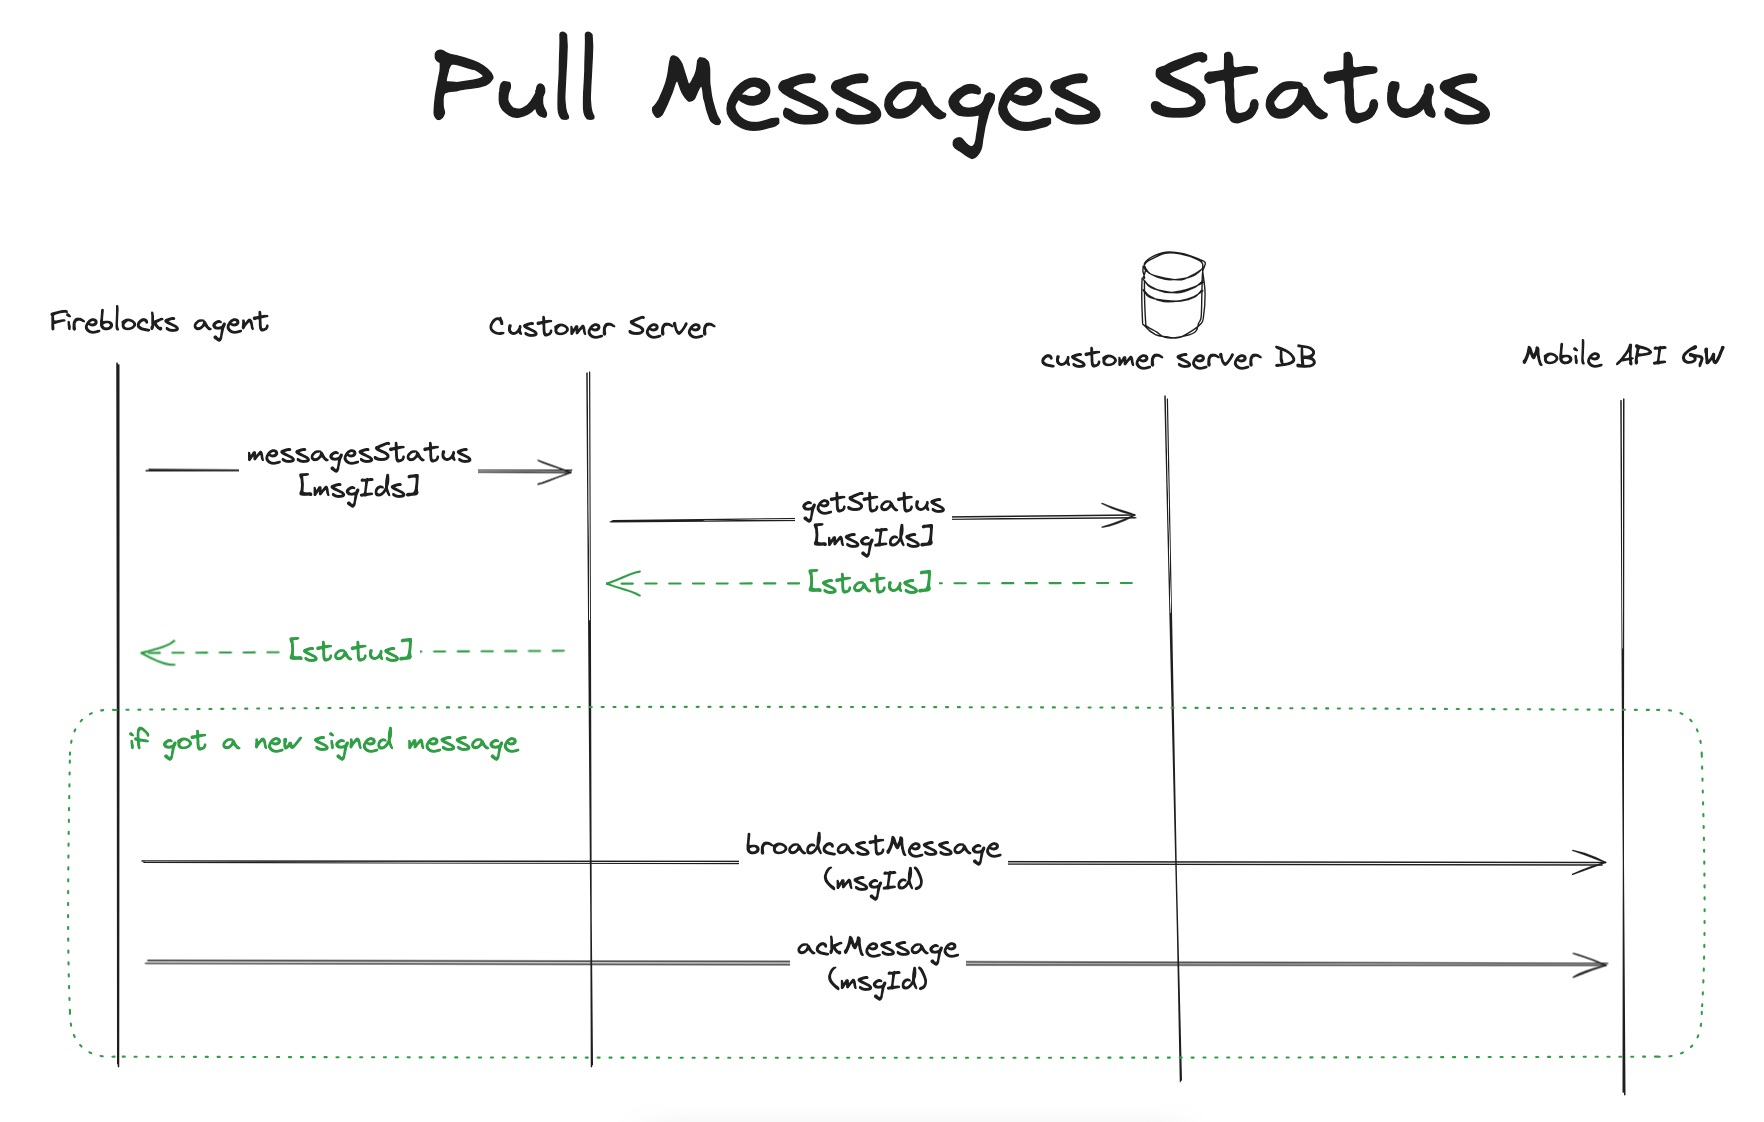 Pull Messages Status
Fireblocks agent
Customer Server
customer server DB
Mobile API GW
messagesStatus
[msgIds]
getStatus
[msgIds]
[status]
[status]
if got a new signed message
broadcastMessage
(msgId)
ackMessage
(msgId)